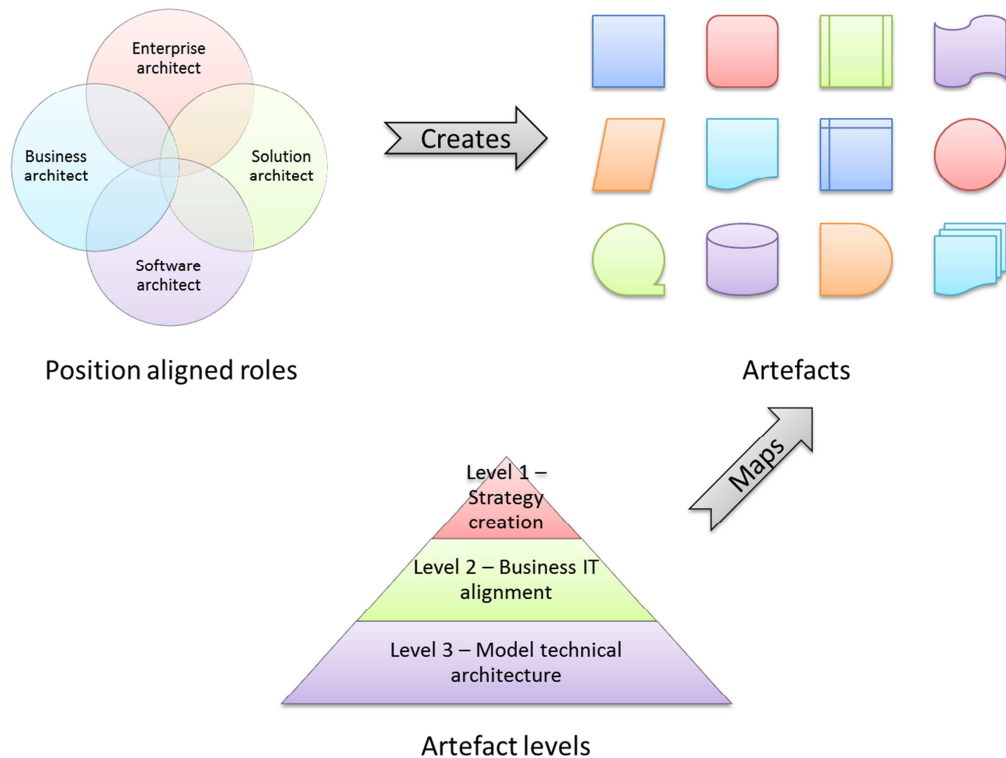 Enterprise
architect
Business
architect
Solution
architect
Software
architect
Position aligned roles
Creates
Artefacts
Maps
Level 1 –
Strategy
creation
Level 2 – Business IT
alignment
Level 3 – Model technical
architecture
Artefact levels